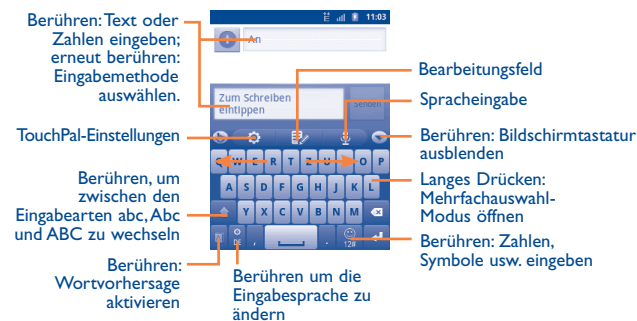 Berühren: Text oder
Zahlen eingeben;
erneut berühren:
Eingabemethode
auswählen.
TouchPal-Einstellungen
Berühren, um
zwischen den
Eingabearten abc, Abc
und ABC zu wechseln
Berühren:
Wortvorhersage
aktivieren
11:03
An
Zum Schreiben
eintippen
Senden
Q W E R T Z U I O P
A S D F G H J K L
Y X C V B N M
DE , . 12#
Berühren um die
Eingabesprache zu
ändern
Bearbeitungsfeld
Spracheingabe
Berühren: Bildschirmtastatur
ausblenden
Langes Drücken:
Mehrfachauswahl-
Modus öffnen
Berühren: Zahlen,
Symbole usw. eingeben